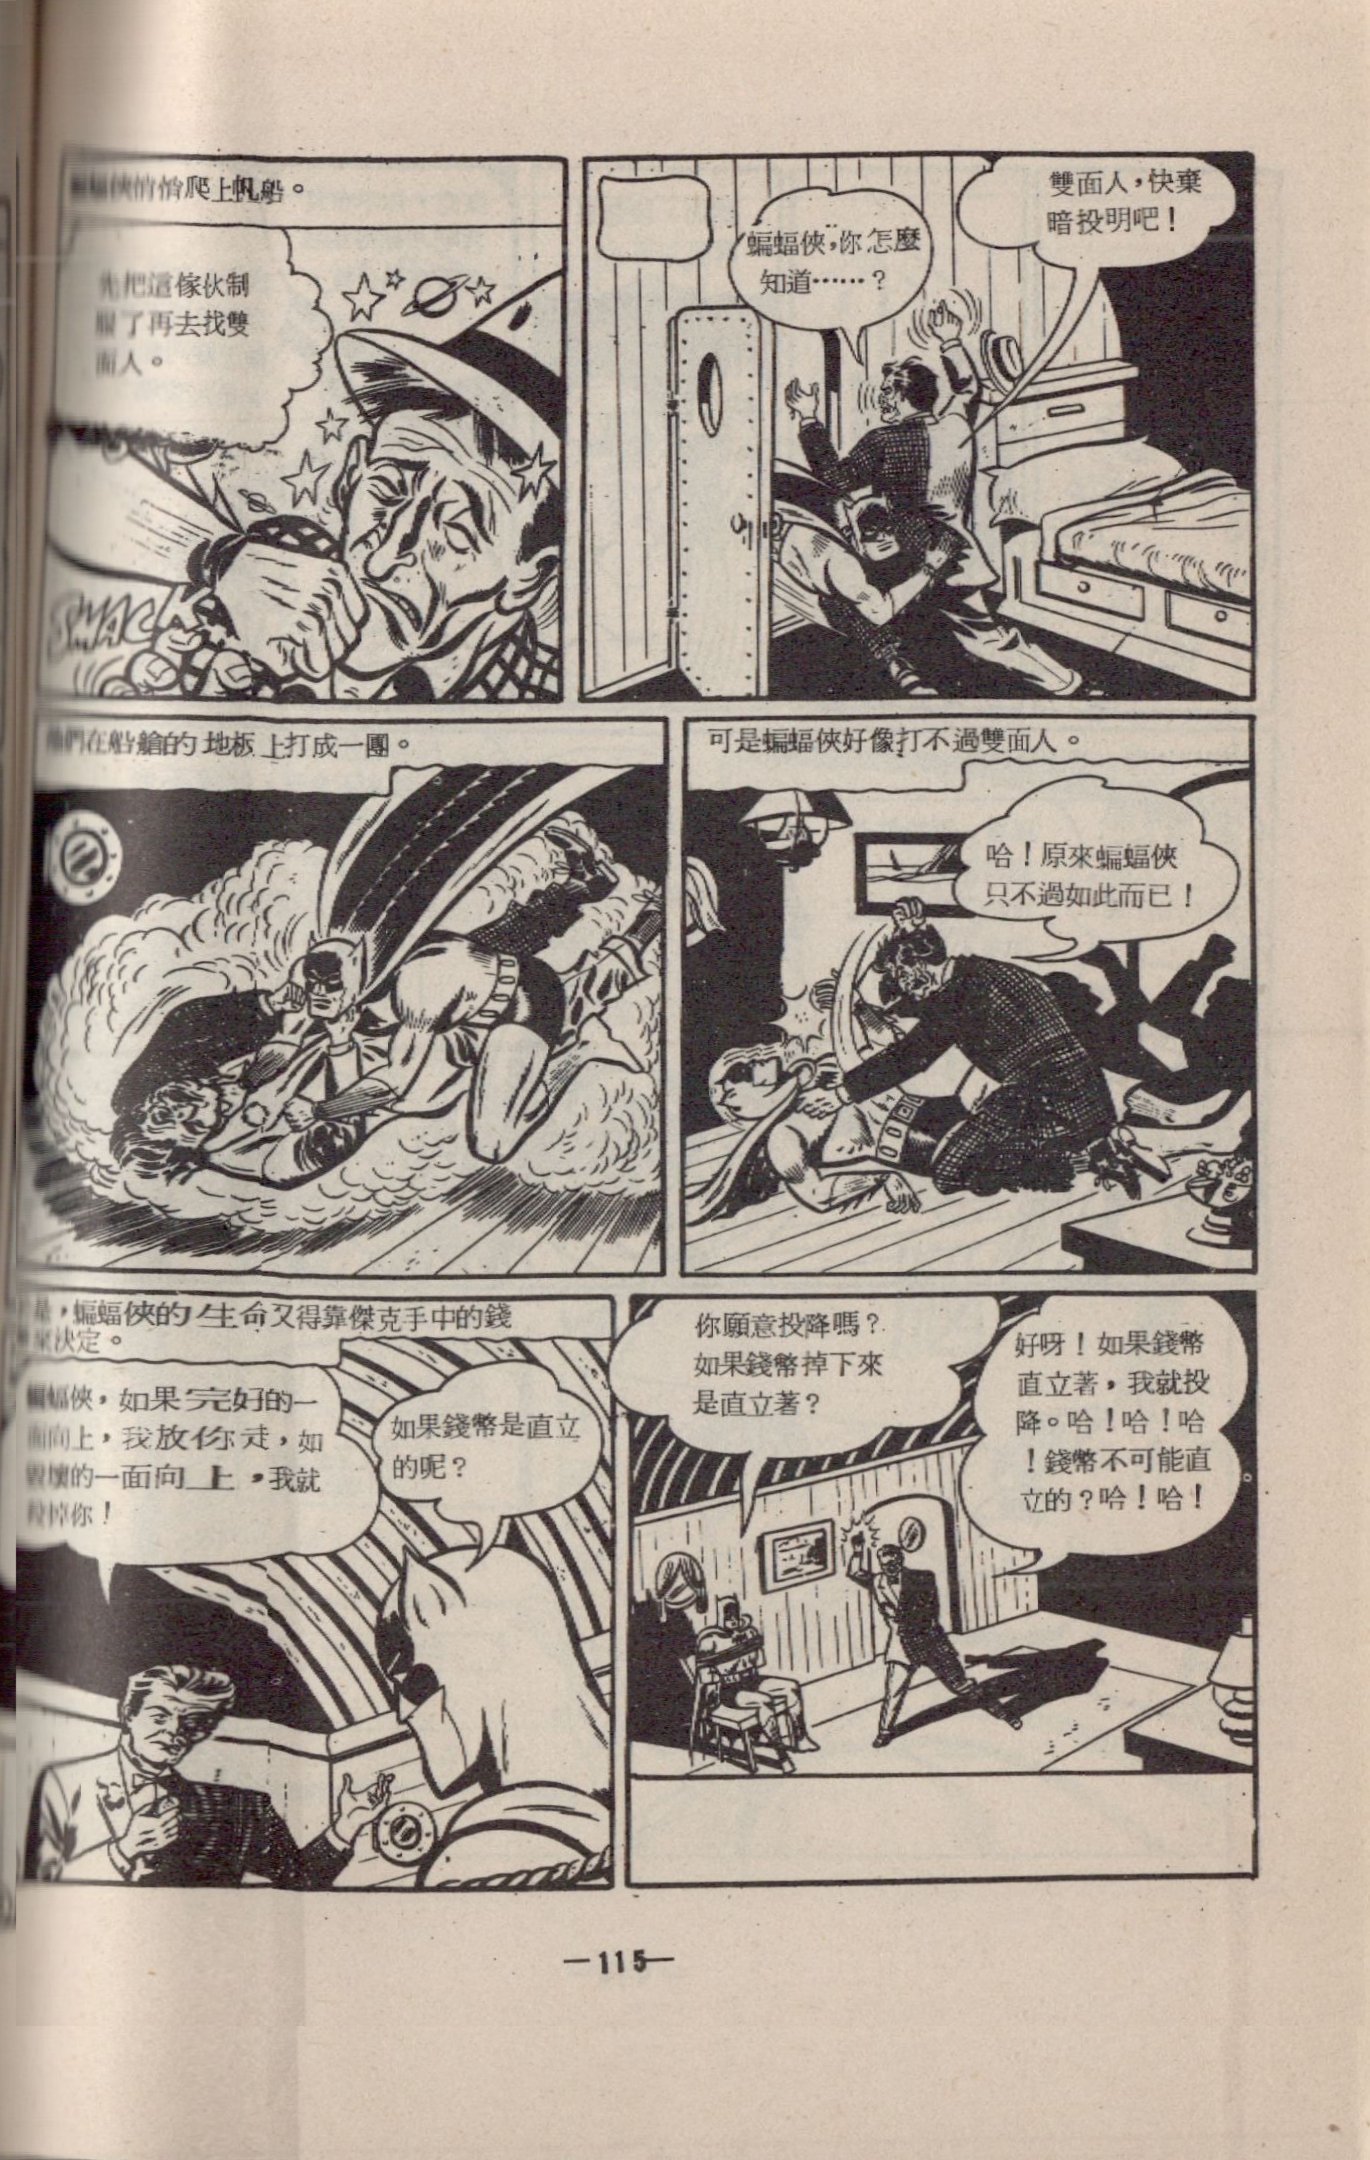 蝙蝠俠悄悄爬上帆船。
先把這傢伙制
服了再去找雙
面人。
SMACK
蝙蝠俠,你怎麼
知道……?
雙面人,快棄
暗投明吧!
他們在船艙的地板上打成一團。
可是蝙蝠俠好像打不過雙面人。
哈!原來蝙蝠俠
只不過如此而已!
是,蝙蝠俠的生命又得靠傑克手中的錢
來決定。
蝙蝠俠,如果完好的一
面向上,我放你走,如
毀壞的一面向上,我就
殺掉你!
如果錢幣是直立
的呢?
你願意投降嗎?
如果錢幣掉下來
是直立著?
好呀!如果錢幣
直立著,我就投
降。哈!哈!哈
!錢幣不可能直
立的?哈!哈!
—115—